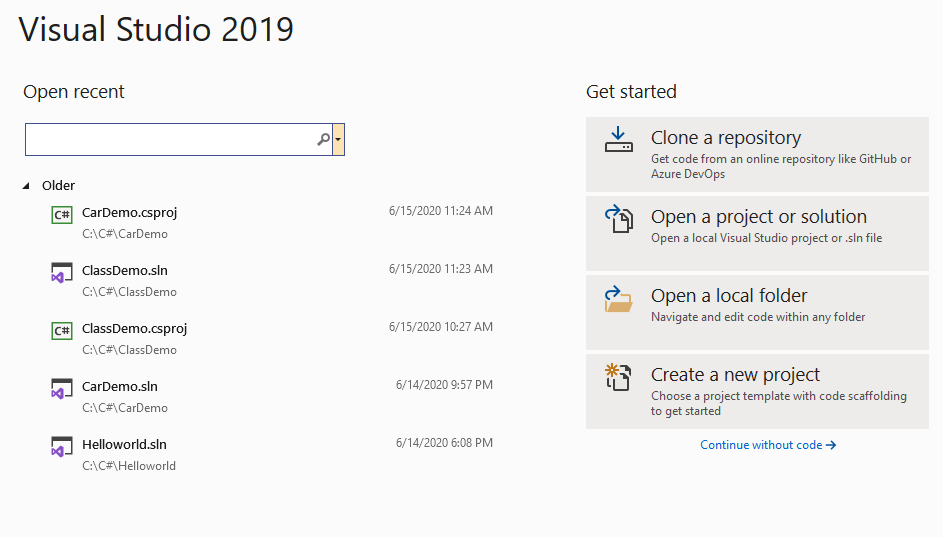 Visual Studio 2019
Open recent
Older
C# CarDemo.csproj 6/15/2020 11:24 AM
C:\C#\CarDemo
ClassDemo.sln 6/15/2020 11:23 AM
C:\C#\ClassDemo
C# ClassDemo.csproj 6/15/2020 10:27 AM
C:\C#\ClassDemo
CarDemo.sln 6/14/2020 9:57 PM
C:\C#\CarDemo
Helloworld.sln 6/14/2020 6:08 PM
C:\C#\Helloworld
Get started
Clone a repository
Get code from an online repository like GitHub or
Azure DevOps
Open a project or solution
Open a local Visual Studio project or .sln file
Open a local folder
Navigate and edit code within any folder
Create a new project
Choose a project template with code scaffolding
to get started
Continue without code →